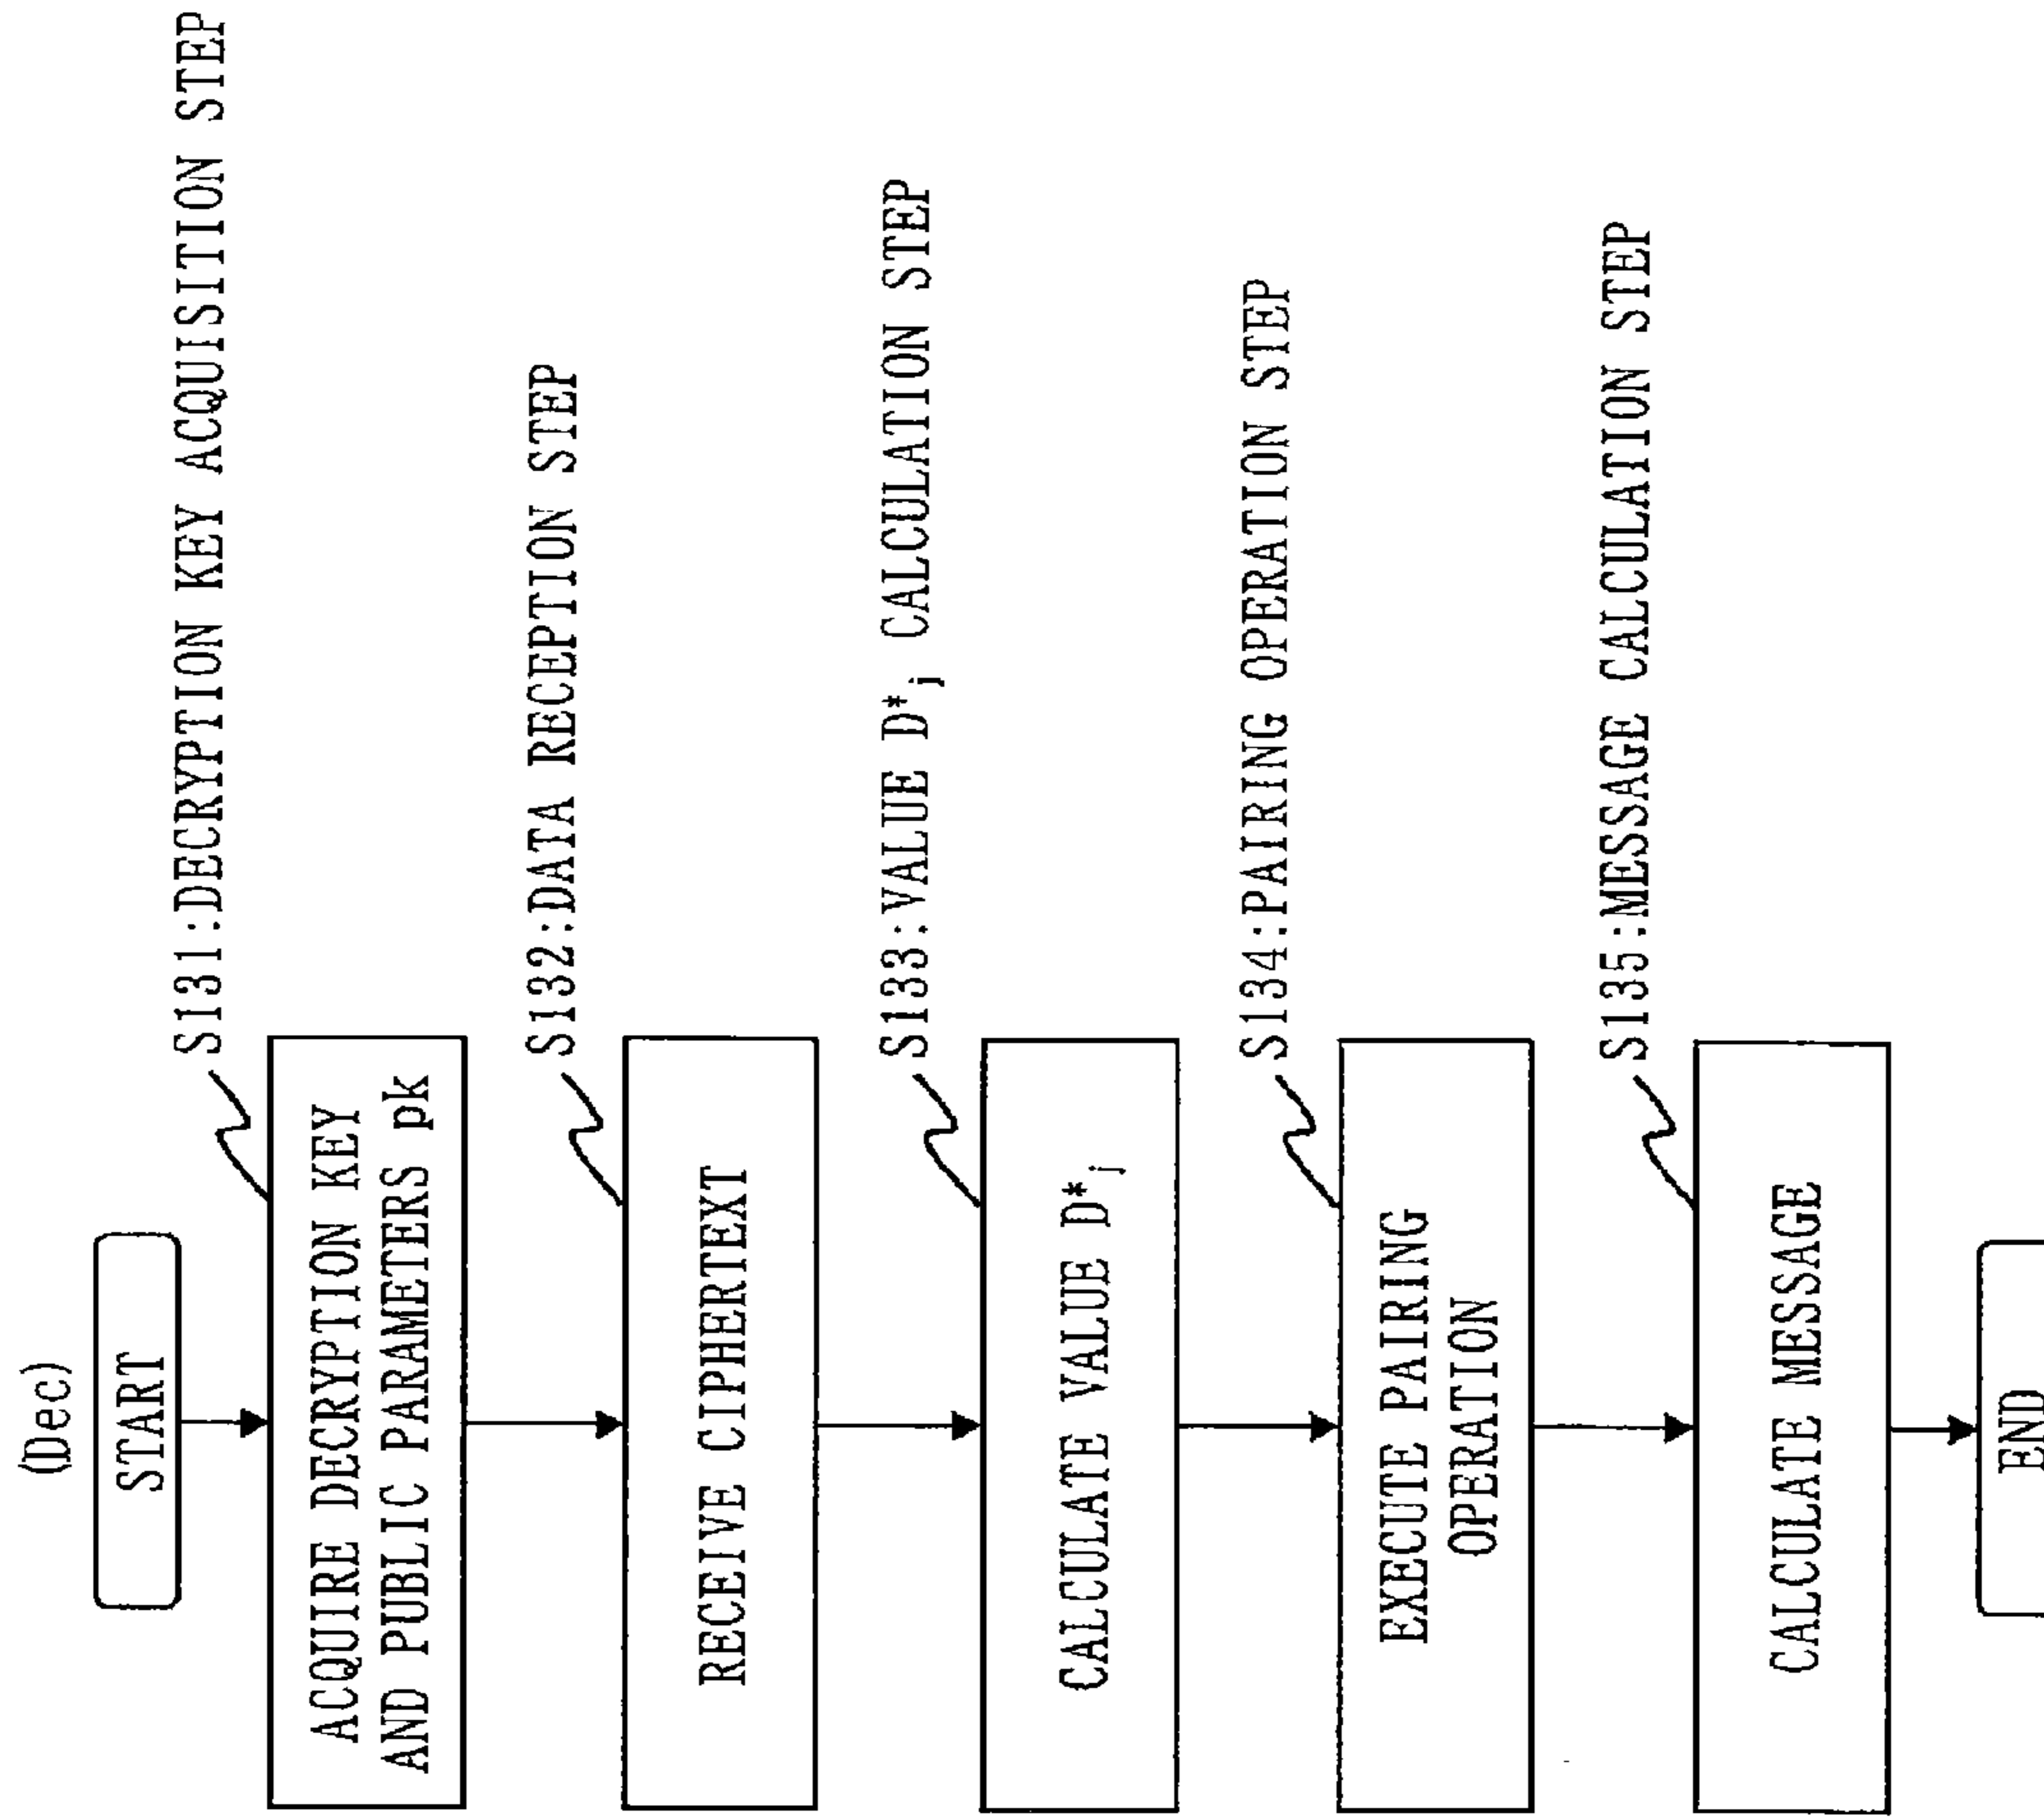 (Dec)
START
S131:DECRYPTION KEY ACQUISITION STEP
ACQUIRE DECRYPTION KEY
AND PUBLIC PARAMETERS pk
S132:DATA RECEPTION STEP
RECEIVE CIPHERTEXT
S133:VALUE D*j CALCULATION STEP
CALCULATE VALUE D*j
S134:PAIRING OPERATION STEP
EXECUTE PAIRING
OPERATION
S135:MESSAGE CALCULATION STEP
CALCULATE MESSAGE
END